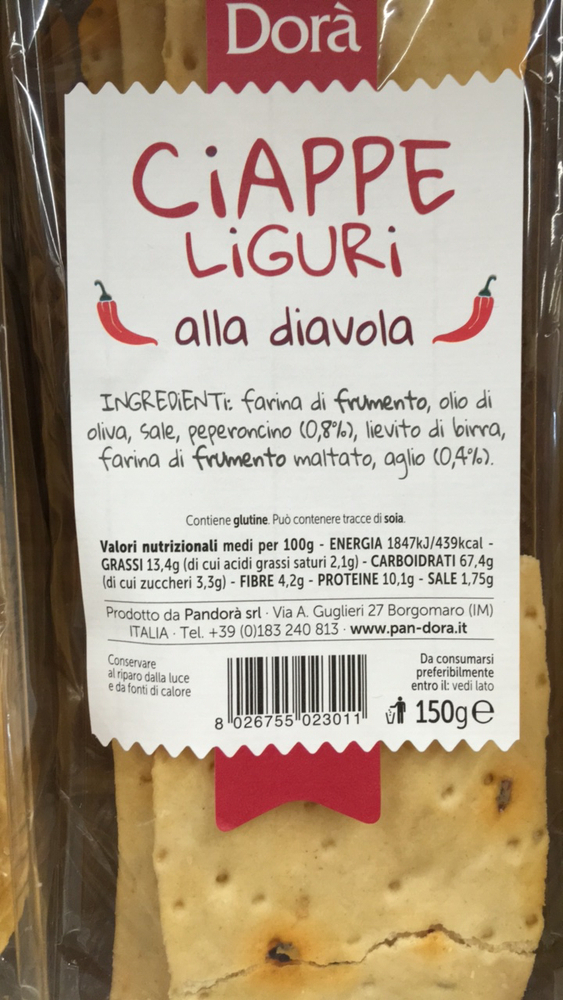 Dorà
CiAPPE
LiGURi
alla diavola
INGREDiENTi: farina di frumento, olio di
oliva, sale, peperoncino (0,8%), lievito di birra,
farina di frumento maltato, aglio (0,4%).
Contiene glutine. Può contenere tracce di soia.
Valori nutrizionali medi per 100g - ENERGIA 1847kJ/439kcal -
GRASSI 13,4g (di cui acidi grassi saturi 2,1g) - CARBOIDRATI 67,4g
(di cui zuccheri 3,3g) - FIBRE 4,2g - PROTEINE 10,1g - SALE 1,75g
Prodotto da Pandorà srl · Via A. Guglieri 27 Borgomaro (IM)
ITALIA · Tel. +39 (0)183 240 813 · www.pan-dora.it
Conservare
al riparo dalla luce
e da fonti di calore
8 026755 023011
Da consumarsi
preferibilmente
entro il: vedi lato
150g e